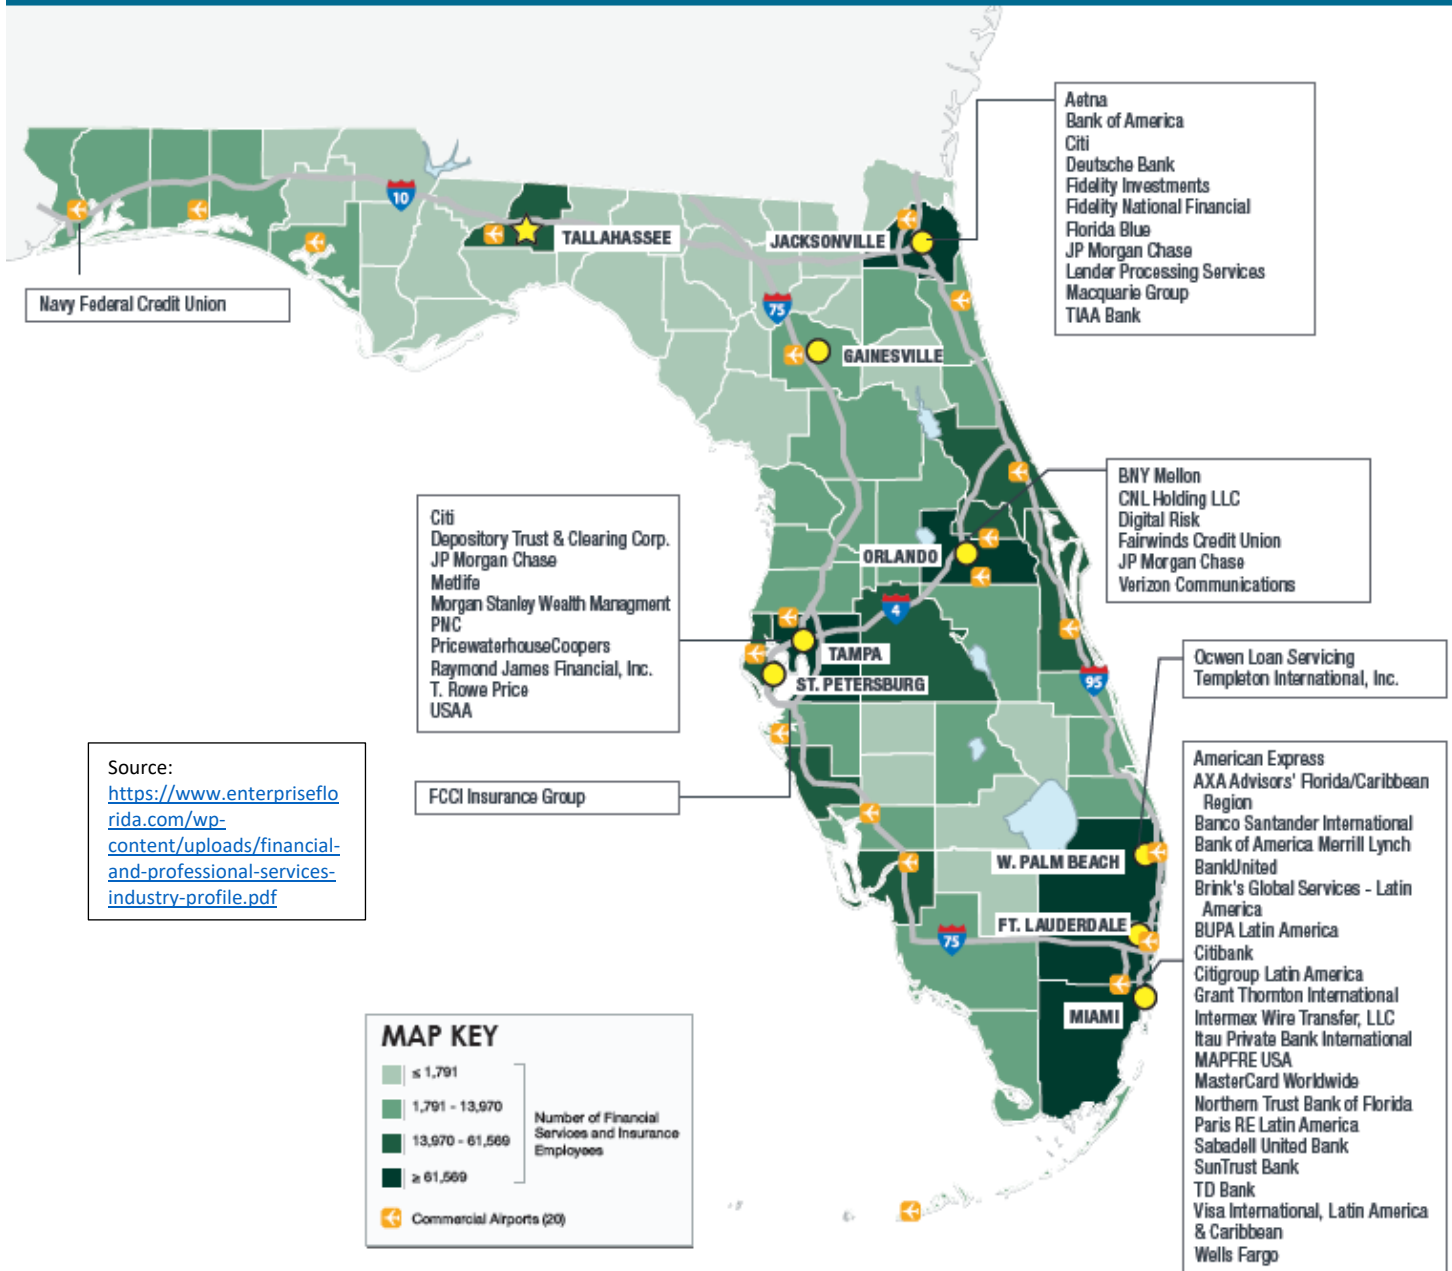 Aetna
Bank of America
Citi
Deutsche Bank
Fidelity Investments
Fidelity National Financial
Florida Blue
JP Morgan Chase
Lender Processing Services
Macquarie Group
TIAA Bank
10
TALLAHASSEE
JACKSONVILLE
Navy Federal Credit Union
75
GAINESVILLE
BNY Mellon
CNL Holding LLC
Digital Risk
Fairwinds Credit Union
JP Morgan Chase
Verizon Communications
Citi
Depository Trust & Clearing Corp.
JP Morgan Chase
Metlife
Morgan Stanley Wealth Managment
PNC
PricewaterhouseCoopers
Raymond James Financial, Inc.
T. Rowe Price
USAA
ORLANDO
4
TAMPA
ST. PETERSBURG
95
Ocwen Loan Servicing
Templeton International, Inc.
Source:
https://www.enterpriseflo
rida.com/wp-
content/uploads/financial-
and-professional-services-
industry-profile.pdf
FCCI Insurance Group
American Express
AXA Advisors' Florida/Caribbean
Region
Banco Santander International
Bank of America Merrill Lynch
BankUnited
Brink's Global Services - Latin
America
BUPA Latin America
Citibank
Citigroup Latin America
Grant Thornton International
Intermex Wire Transfer, LLC
Itau Private Bank International
MAPFRE USA
MasterCard Worldwide
Northern Trust Bank of Florida
Paris RE Latin America
Sabadell United Bank
SunTrust Bank
TD Bank
Visa International, Latin America
& Caribbean
Wells Fargo
W. PALM BEACH
FT. LAUDERDALE
75
MIAMI
MAP KEY
≤ 1,791
1,791 - 13,970
13,970 - 61,569
≥ 61,569
Number of Financial
Services and Insurance
Employees
Commercial Airports (20)